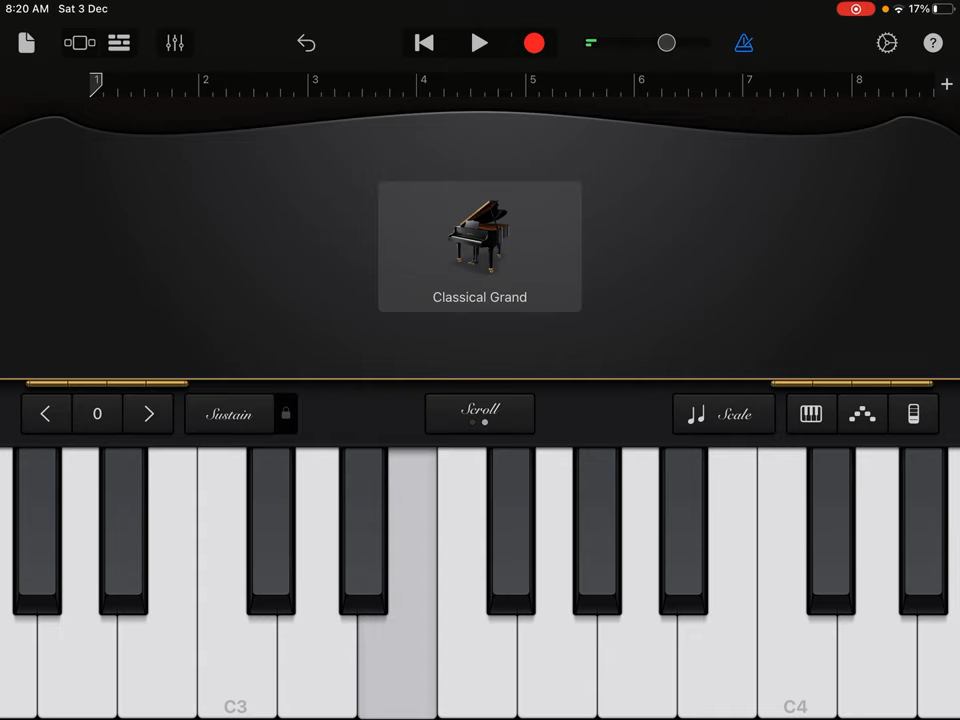 8:20 AM Sat 3 Dec 17%
1 2 3 4 5 6 7 8
Classical Grand
0 Sustain Scroll Scale
C3 C4